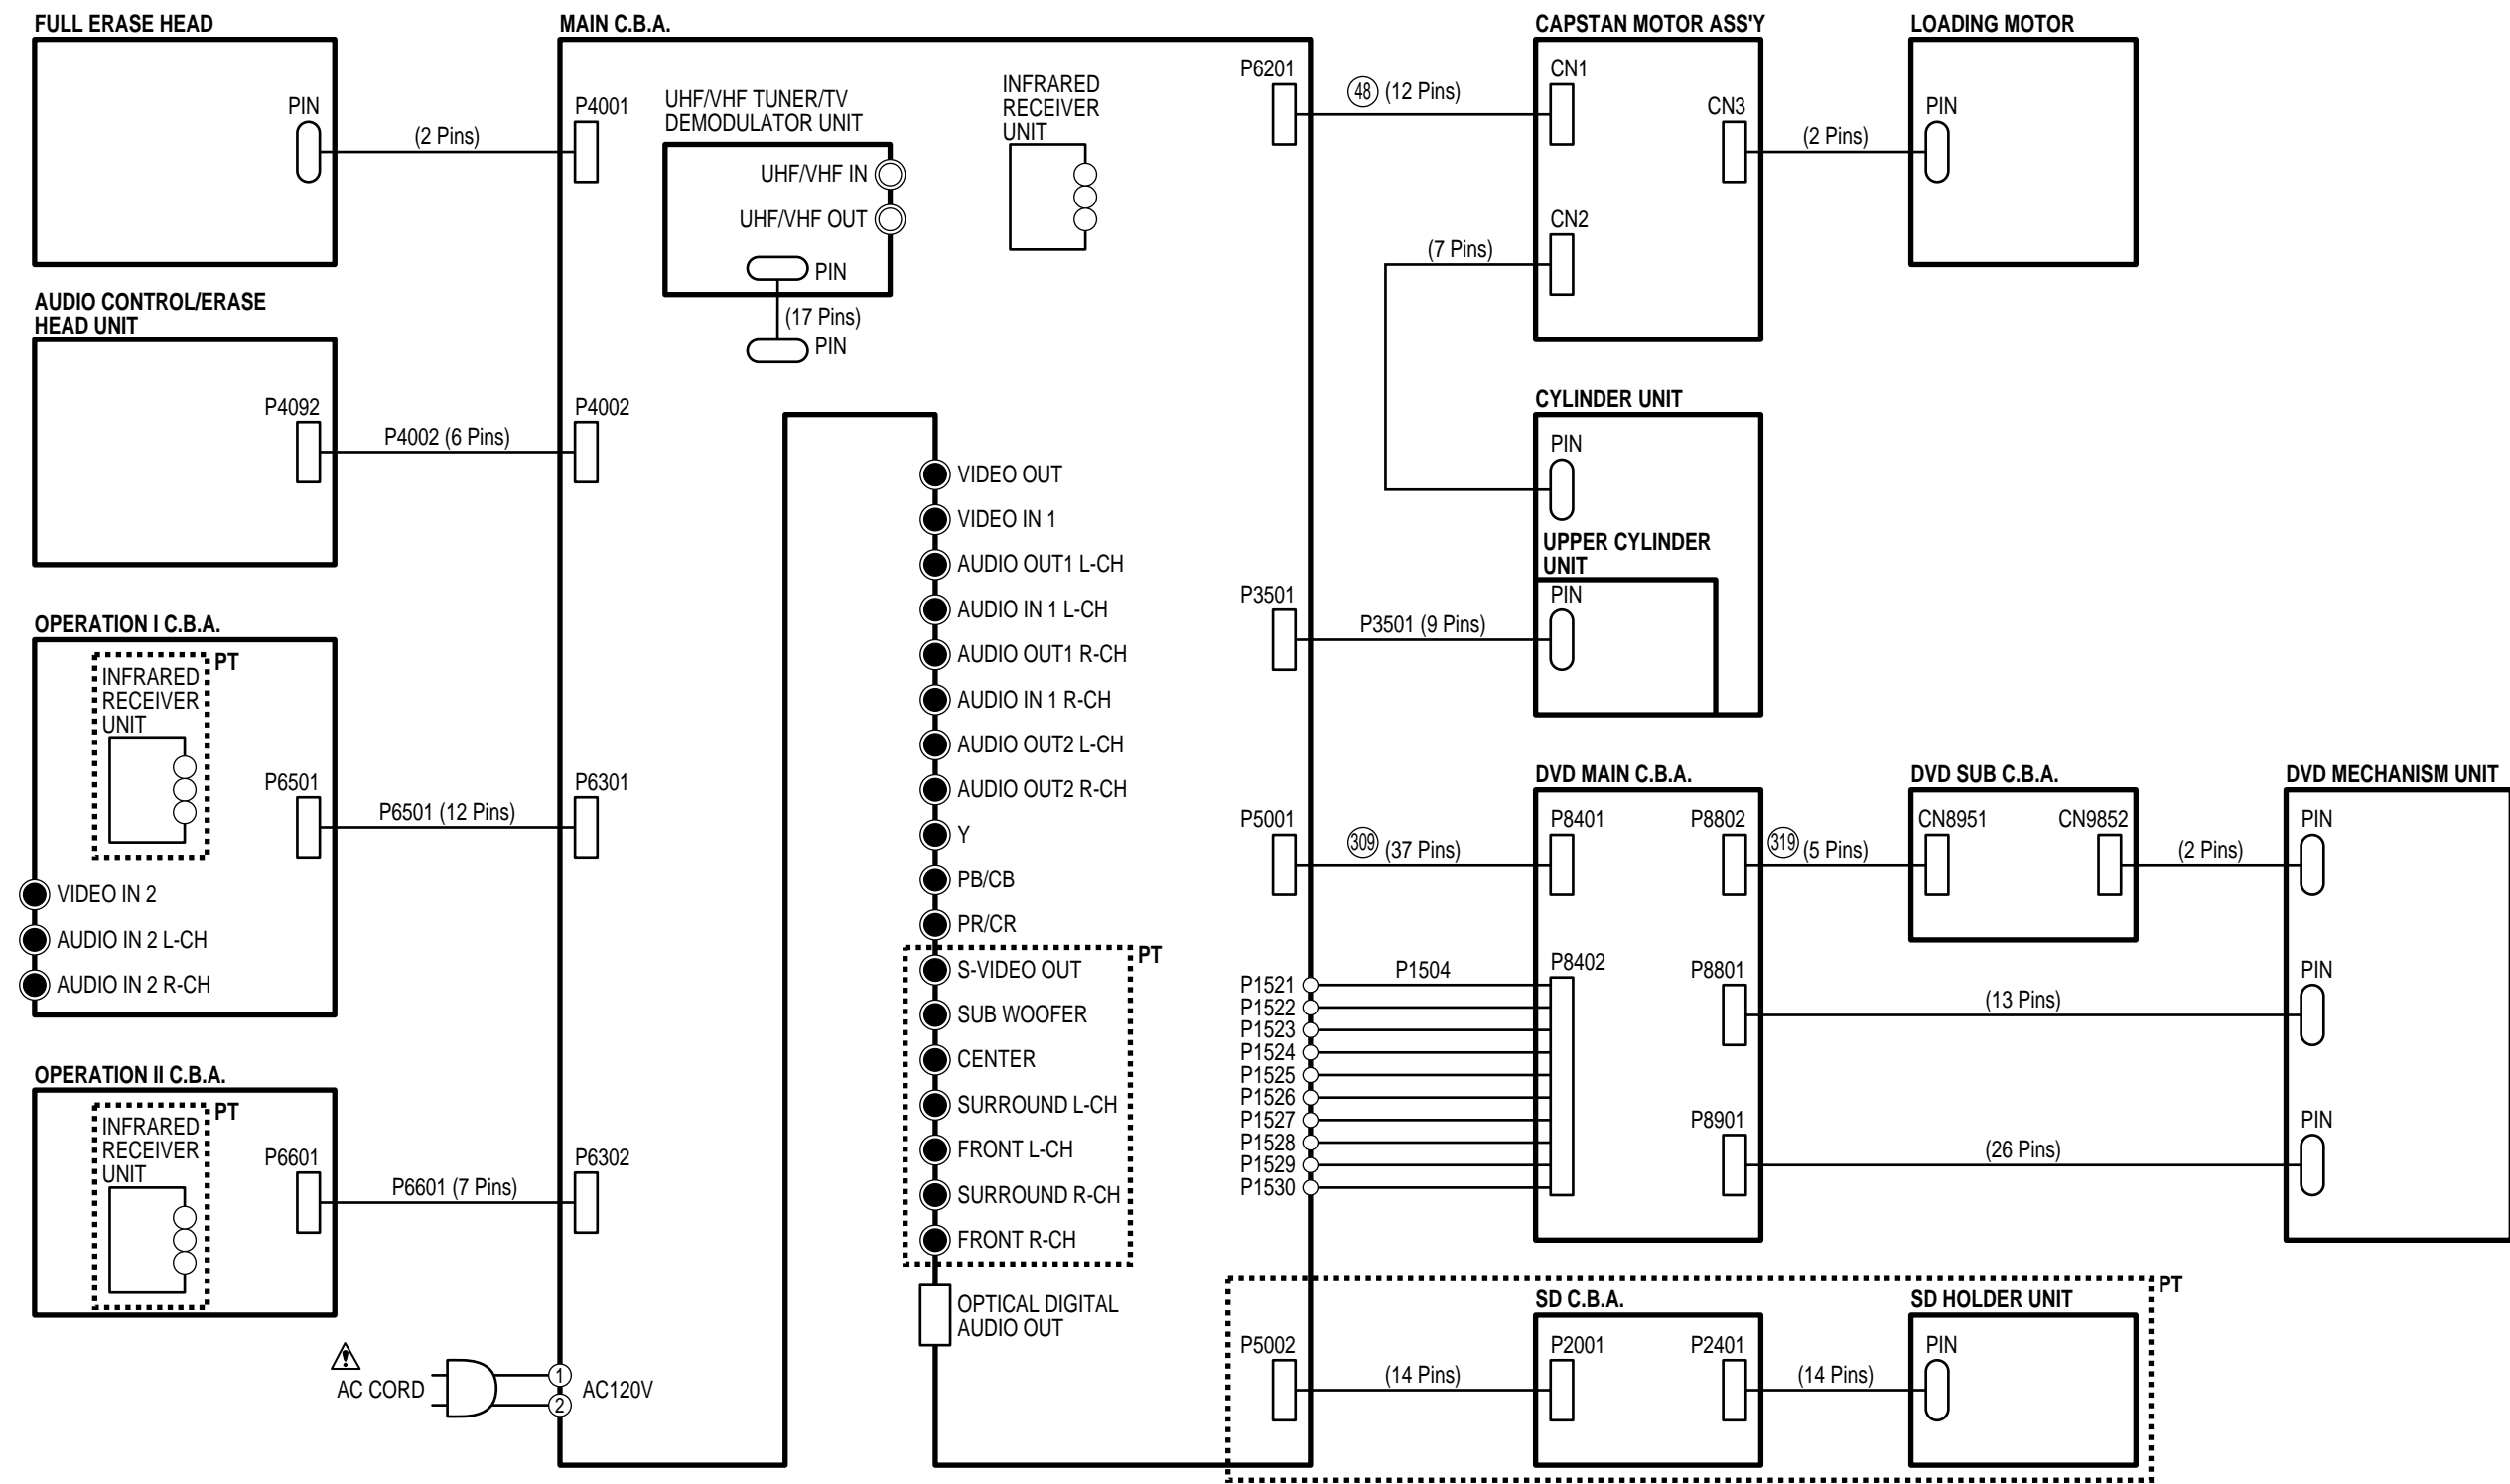 FULL ERASE HEAD
PIN
(2 Pins)
AUDIO CONTROL/ERASE
HEAD UNIT
P4092
P4002 (6 Pins)
OPERATION I C.B.A.
PT
INFRARED
RECEIVER
UNIT
P6501
P6501 (12 Pins)
VIDEO IN 2
AUDIO IN 2 L-CH
AUDIO IN 2 R-CH
OPERATION II C.B.A.
PT
INFRARED
RECEIVER
UNIT
P6601
P6601 (7 Pins)
AC CORD
1
2
AC120V
MAIN C.B.A.
P4001
P4002
P6301
P6302
UHF/VHF TUNER/TV
DEMODULATOR UNIT
UHF/VHF IN
UHF/VHF OUT
PIN
(17 Pins)
PIN
INFRARED
RECEIVER
UNIT
VIDEO OUT
VIDEO IN 1
AUDIO OUT1 L-CH
AUDIO IN 1 L-CH
AUDIO OUT1 R-CH
AUDIO IN 1 R-CH
AUDIO OUT2 L-CH
AUDIO OUT2 R-CH
Y
PB/CB
PR/CR
PT
S-VIDEO OUT
SUB WOOFER
CENTER
SURROUND L-CH
FRONT L-CH
SURROUND R-CH
FRONT R-CH
OPTICAL DIGITAL
AUDIO OUT
P6201
48 (12 Pins)
CAPSTAN MOTOR ASS'Y
CN1
CN3
CN2
(7 Pins)
(2 Pins)
LOADING MOTOR
PIN
CYLINDER UNIT
PIN
UPPER CYLINDER
UNIT
PIN
P3501
P3501 (9 Pins)
P5001
309 (37 Pins)
DVD MAIN C.B.A.
P8401
P8802
319 (5 Pins)
DVD SUB C.B.A.
CN8951
CN9852
(2 Pins)
DVD MECHANISM UNIT
PIN
P1521
P1522
P1523
P1524
P1525
P1526
P1527
P1528
P1529
P1530
P1504
P8402
P8801
(13 Pins)
PIN
P8901
(26 Pins)
PIN
PT
P5002
(14 Pins)
SD C.B.A.
P2001
P2401
(14 Pins)
SD HOLDER UNIT
PIN